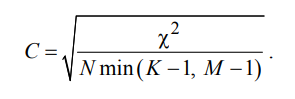 C = √(χ² / (N min(K − 1, M − 1))) .